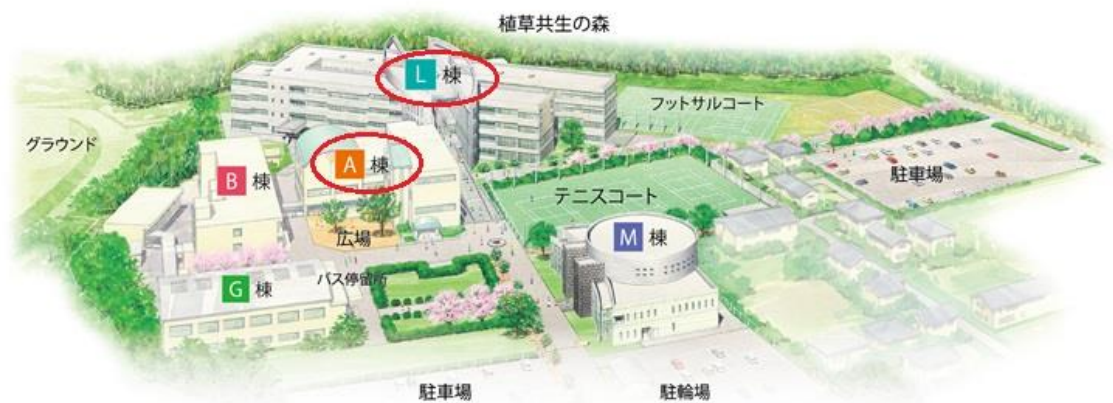 植草共生の森
L 棟
フットサルコート
グラウンド
A 棟
B 棟
駐車場
テニスコート
M 棟
広場
バス停留所
G 棟
駐車場
駐輪場